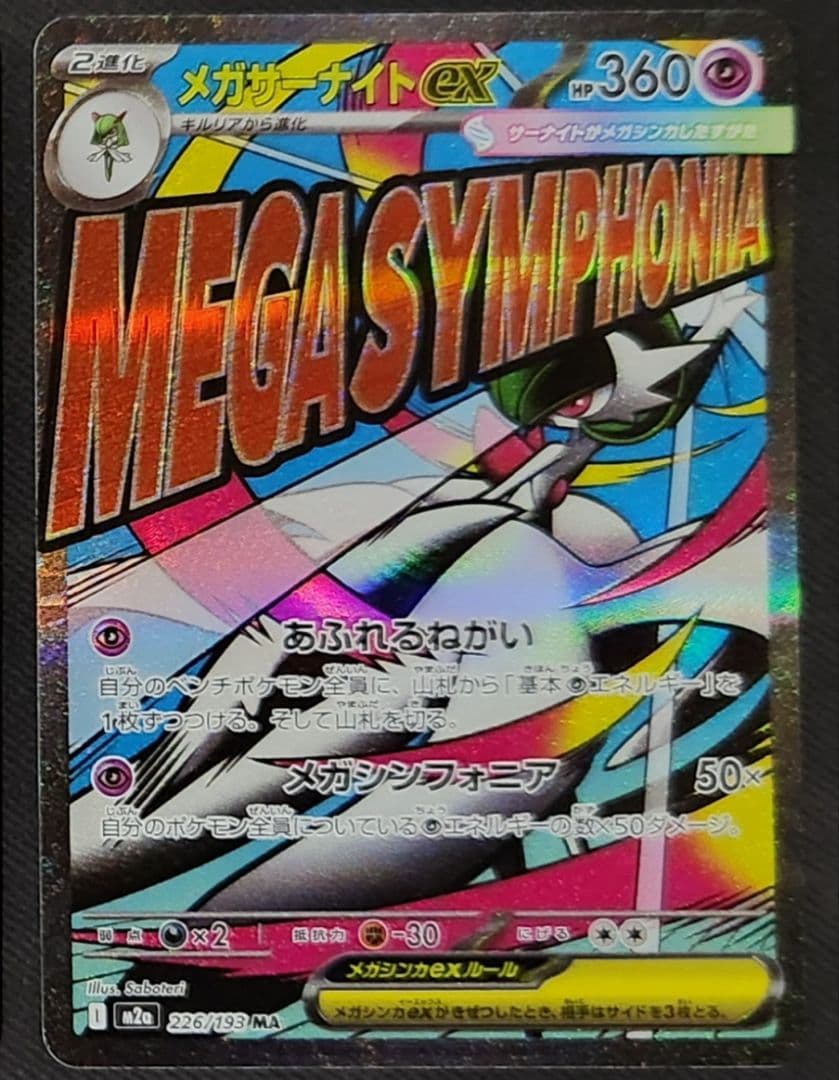 2進化
メガサーナイトex
HP360
キルリアから進化
サーナイトがメガシンカしたすがた
MEGA SYMPHONIA
あふれるねがい
自分のベンチポケモン全員に、山札から「基本エネルギー」を
1枚ずつつける。そして山札を切る。
メガシンフォニア 50×
自分のポケモン全員についているエネルギーの数×50ダメージ。
弱点 ×2 抵抗力 -30 にげる
メガシンカexルール
メガシンカexがきぜつしたとき、相手はサイドを3枚とる。
Illus. Saboteri
I m2a 226/193 MA